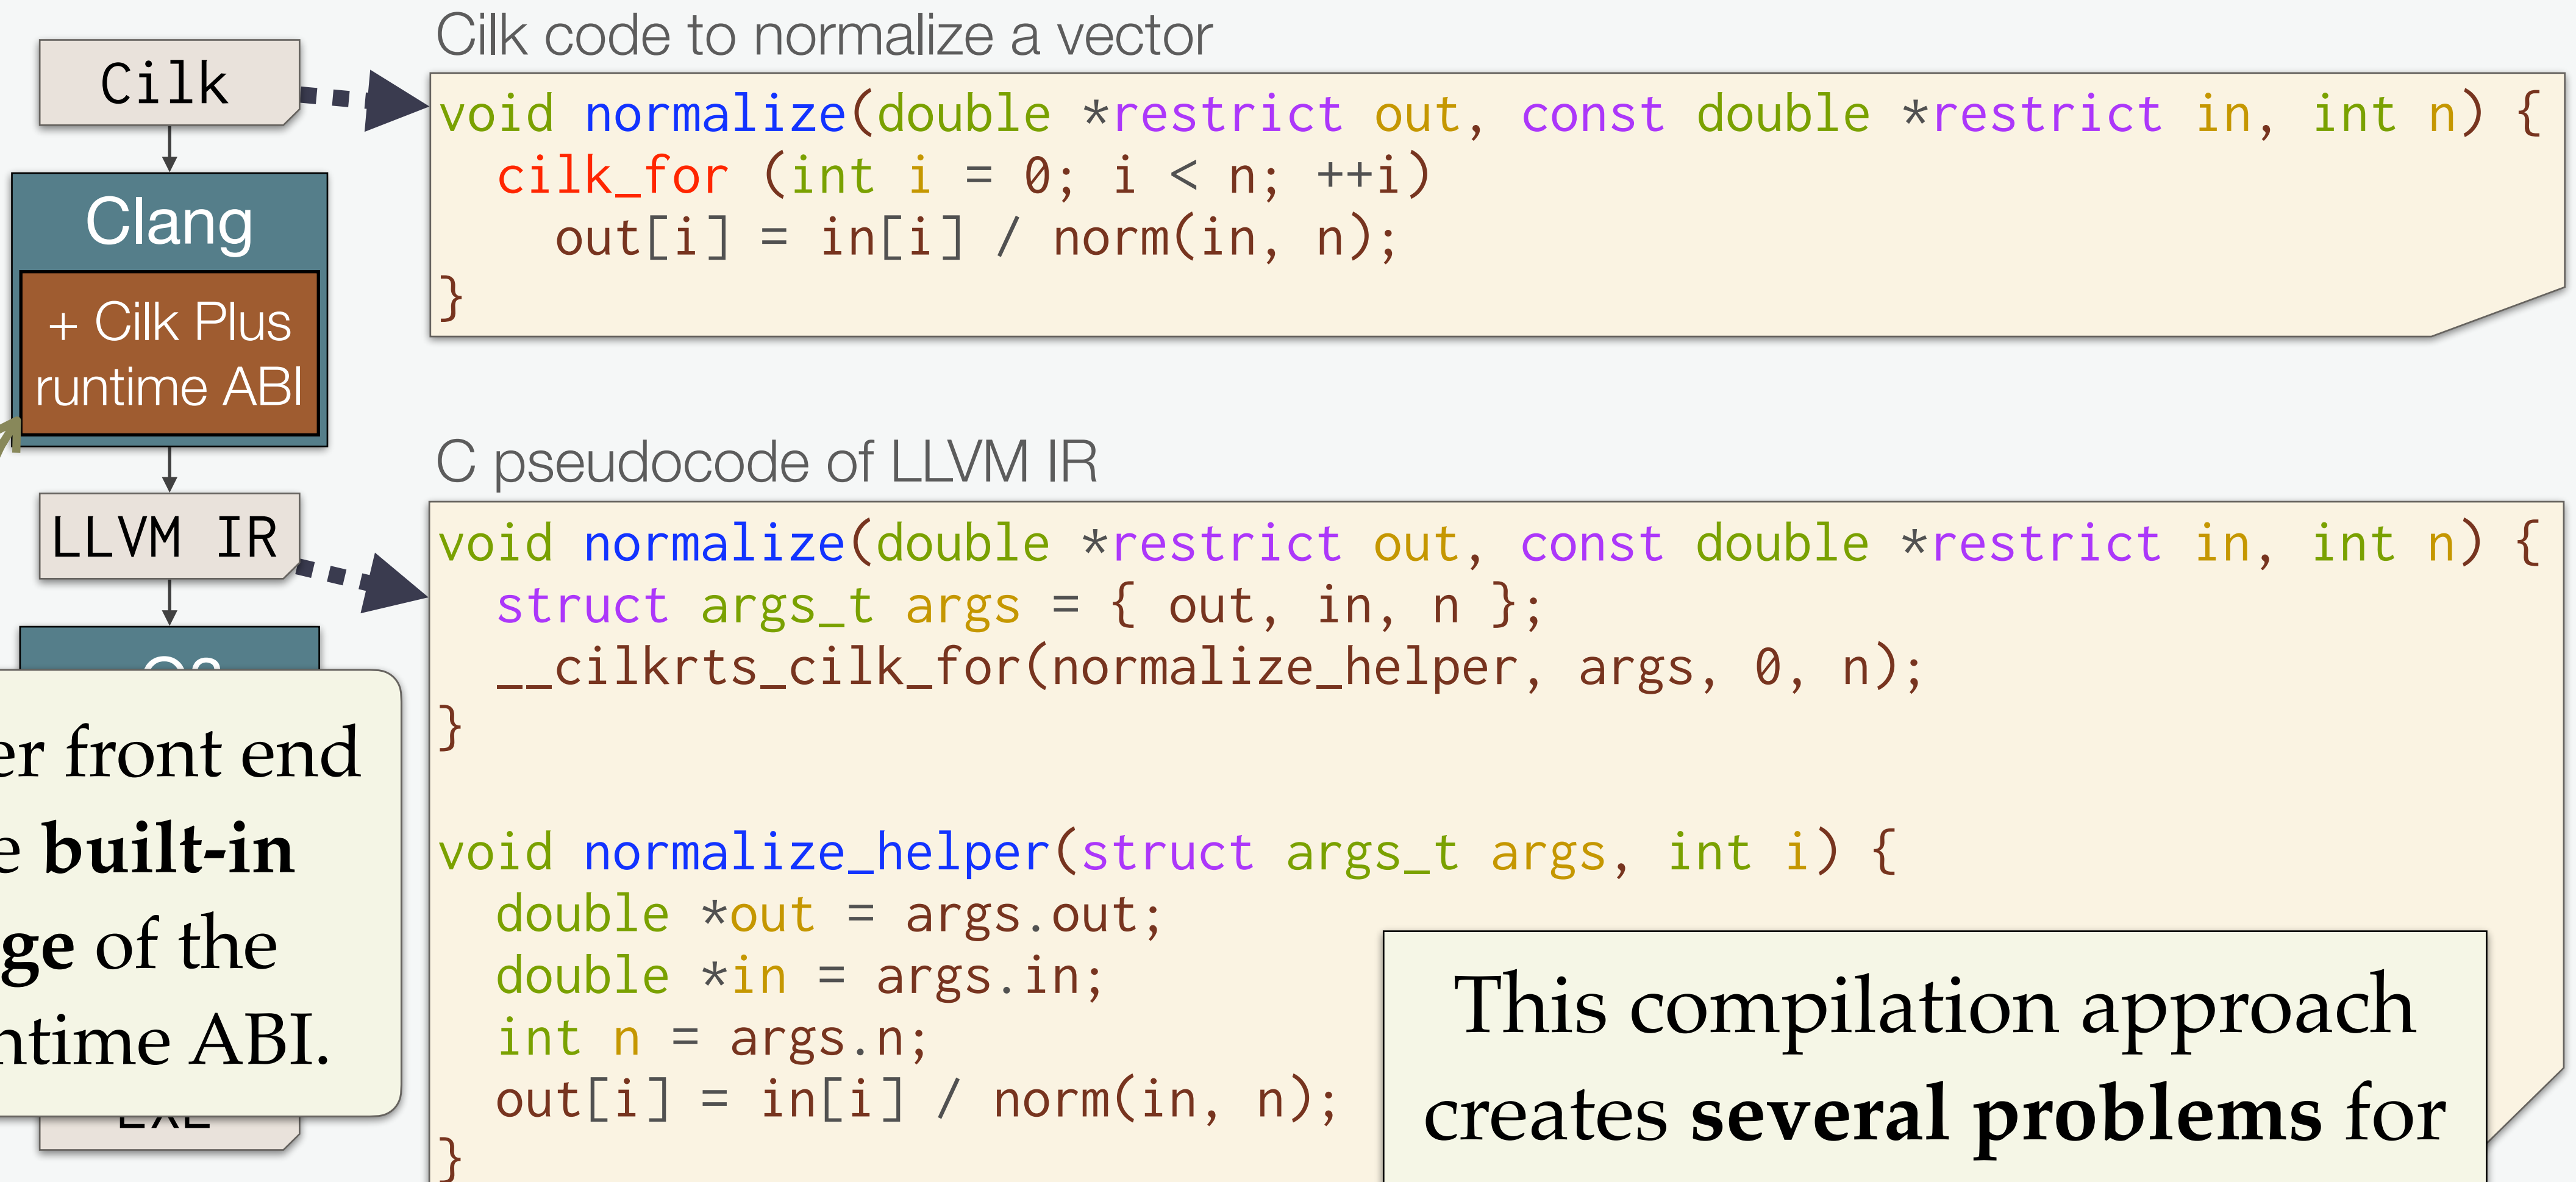 Cilk code to normalize a vector
Cilk
void normalize(double *restrict out, const double *restrict in, int n) {
  cilk_for (int i = 0; i < n; ++i)
    out[i] = in[i] / norm(in, n);
}
Clang
+ Cilk Plus
runtime ABI
C pseudocode of LLVM IR
LLVM IR
void normalize(double *restrict out, const double *restrict in, int n) {
  struct args_t args = { out, in, n };
  __cilkrts_cilk_for(normalize_helper, args, 0, n);
}
void normalize_helper(struct args_t args, int i) {
  double *out = args.out;
  double *in = args.in;
  int n = args.n;
  out[i] = in[i] / norm(in, n);
}
front end
built-in
of the
ABI.
This compilation approach
creates several problems for